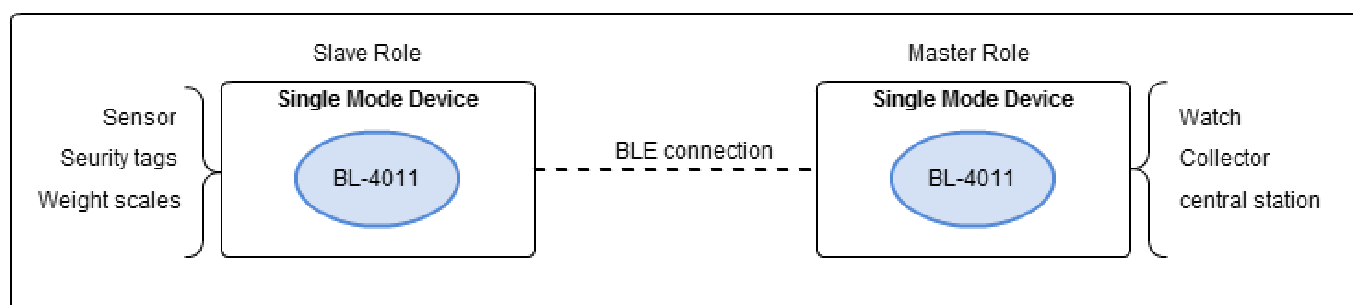 Slave Role
Master Role
Single Mode Device
Single Mode Device
Sensor
Seurity tags
Weight scales
BL-4011
BLE connection
BL-4011
Watch
Collector
central station